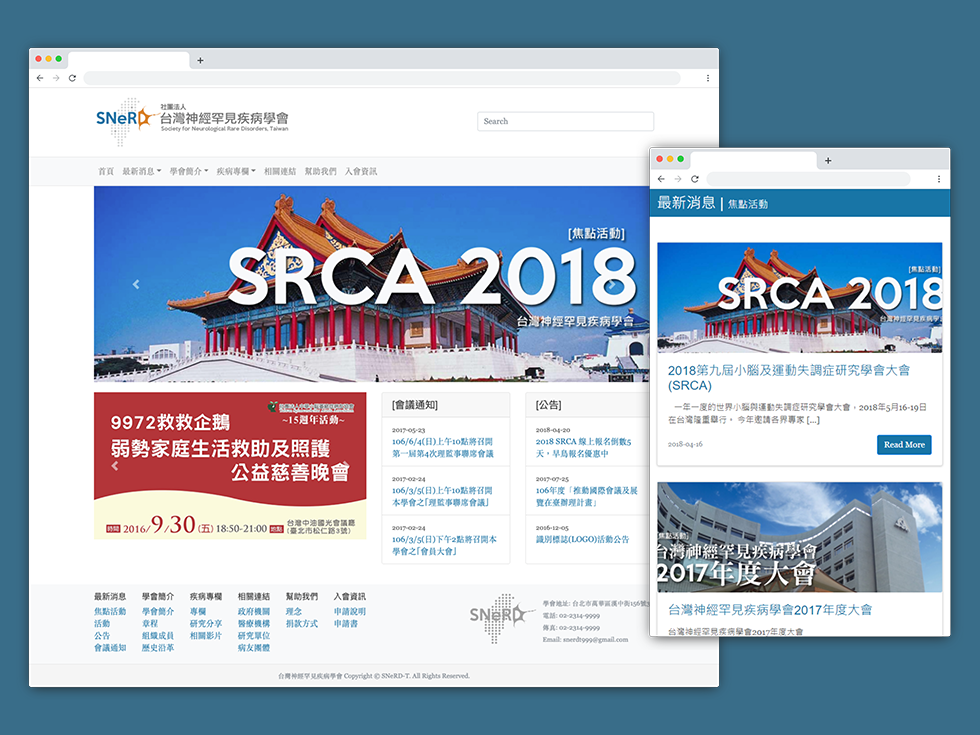 社團法人
SNeRD 台灣神經罕見疾病學會
Society for Neurological Rare Disorders, Taiwan
Search
首頁 最新消息 學會簡介 疾病專欄 相關連結 幫助我們 入會資訊
[焦點活動]
SRCA 2018
台灣神經罕見疾病學會
9972救救企鵝
~15週年活動~
弱勢家庭生活救助及照護
公益慈善晚會
時間 2016/9.30(五) 18:50-21:00 地點 台灣中油國光會議廳
(臺北市松仁路3號)
[會議通知]
2017-05-23
106/6/4(日)上午10點將召開
第一屆第4次理監事聯席會議
2017-02-24
106/3/5(日)上午10點將召開
本學會之「理監事聯席會」
2017-02-24
106/3/5(日)下午2點將召開本
學會之「會員大會」
[公告]
2018-04-20
2018 SRCA 線上報名倒數5
天，早鳥報名優惠中
2017-07-25
106年度「推動國際會議及展
覽在臺辦理計畫」
2016-12-05
識別標誌(LOGO)活動公告
最新消息 學會簡介 疾病專欄 相關連結 幫助我們 入會資訊
焦點活動 學會簡介 專欄 政府機關 理念 申請說明
活動 章程 研究分享 醫療機構 捐款方式 申請書
公告 組織成員 相關影片 研究單位
會議通知 歷史沿革 病友團體
SNeRD
學會地址: 台北市萬華區漢中街156號
電話: 02-2314-9999
傳真: 02-2314-9999
Email: snerdt999@gmail.com
台灣神經罕見疾病學會 Copyright © SNeRD-T. All Rights Reserved.
最新消息 | 焦點活動
[焦點活動]
SRCA 2018
台灣神經罕見疾病學
2018第九屆小腦及運動失調症研究學會大會
(SRCA)
一年一度的世界小腦與運動失調症研究學會大會，2018年5月16-19日
在台灣隆重舉行。 今年邀請各界專家 [...]
2018-04-16
Read More
焦點活動]
台灣神經罕見疾病學會
2017年度大會
台灣神經罕見疾病學會2017年度大會
台灣神經罕見疾病學會2017年度大會